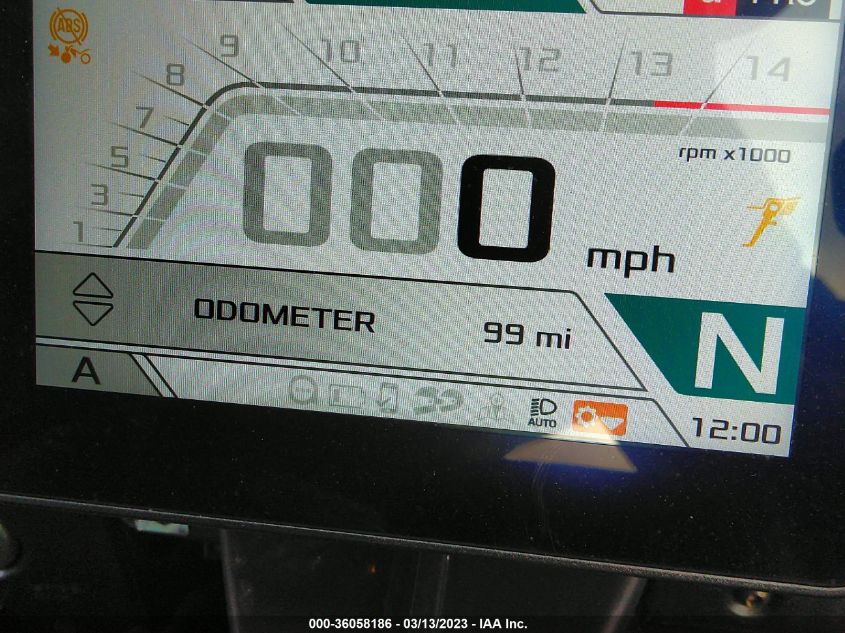 ABS
9 10 11 12 13 14
8
7
5
3
1
rpm x1000
000 mph
ODOMETER 99 mi
N
A
AUTO
12:00
000-36058186 - 03/13/2023 - IAA Inc.